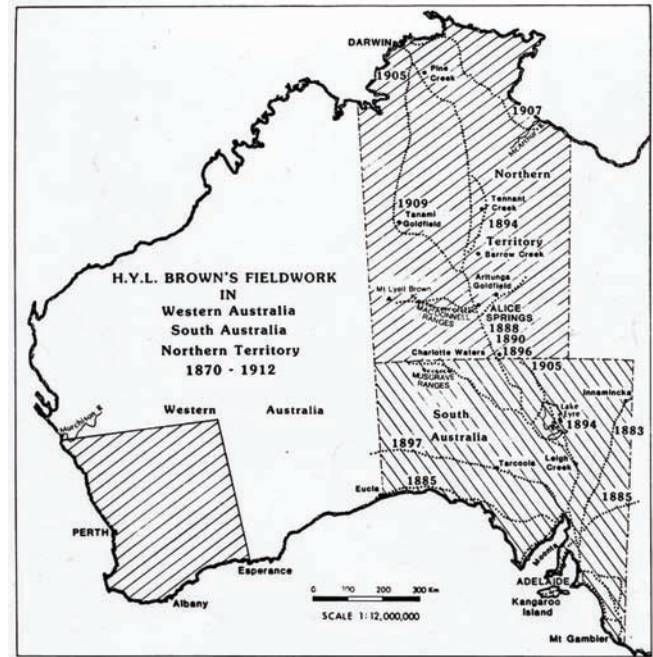 DARWIN
1905
Pine
Creek
1907
McArthur R.
Northern
1909
Tanami
Goldfield
Tennant
Creek
1894
Territory
Barrow Creek
H.Y.L. BROWN'S FIELDWORK
IN
Western Australia
South Australia
Northern Territory
1870 - 1912
Mt Lyell Brown
MACDONNELL
RANGES
Arltunga
Goldfield
ALICE
SPRINGS
1888
1890
1896
Charlotte Waters
1905
MUSGRAVE
RANGES
Innamincka
Lake
Eyre
1894
1883
Murchison R.
Western Australia
South
Australia
1897
Leigh
Creek
Tarcoola
1885
Eucla
1885
PERTH
Moonta
Esperance
ADELAIDE
Kangaroo
Island
Albany
0 100 200 300 Km
SCALE 1:12,000,000
Mt Gambier